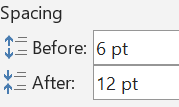 Spacing
Before: 6 pt
After: 12 pt